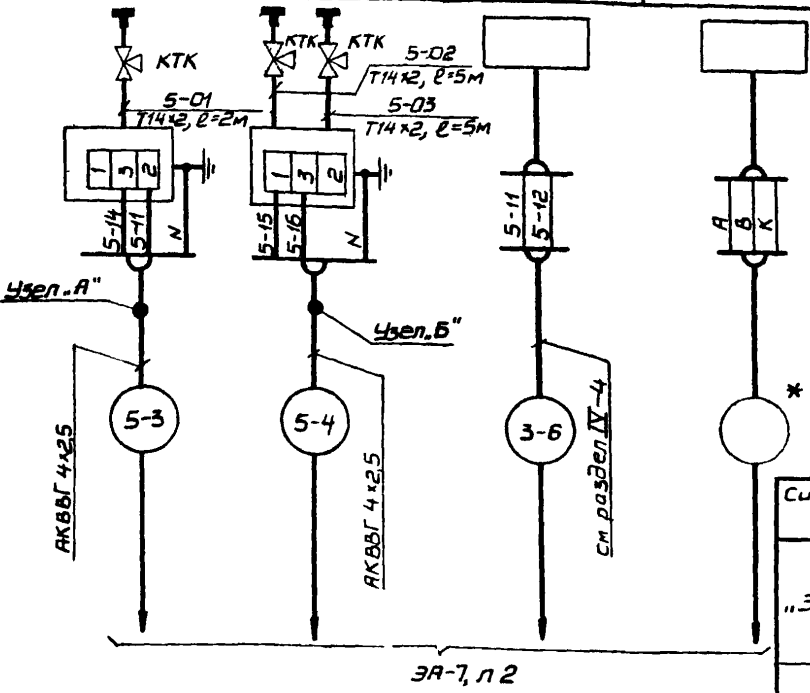 КТК
КТК
КТК
5-01
Т14×2, ℓ=2м
5-02
Т14×2, ℓ=5м
5-03
Т14×2, ℓ=5м
1 3 2
1 3 2
5-14
5-11
N
5-15
5-16
N
5-11
5-12
А
В
К
Узел „А"
Узел „Б"
5-3
5-4
3-6
*
АКВВГ 4×2,5
АКВВГ 4×2,5
см раздел IV-4
ЭА-7, л 2
Си
„З